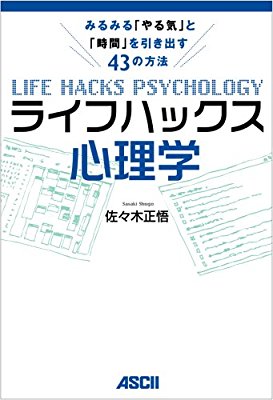 みるみる「やる気」と
「時間」を引き出す
43の方法
LIFE HACKS PSYCHOLOGY
ライフハックス
心理学
Sasaki Shogo
佐々木正悟
ASCII